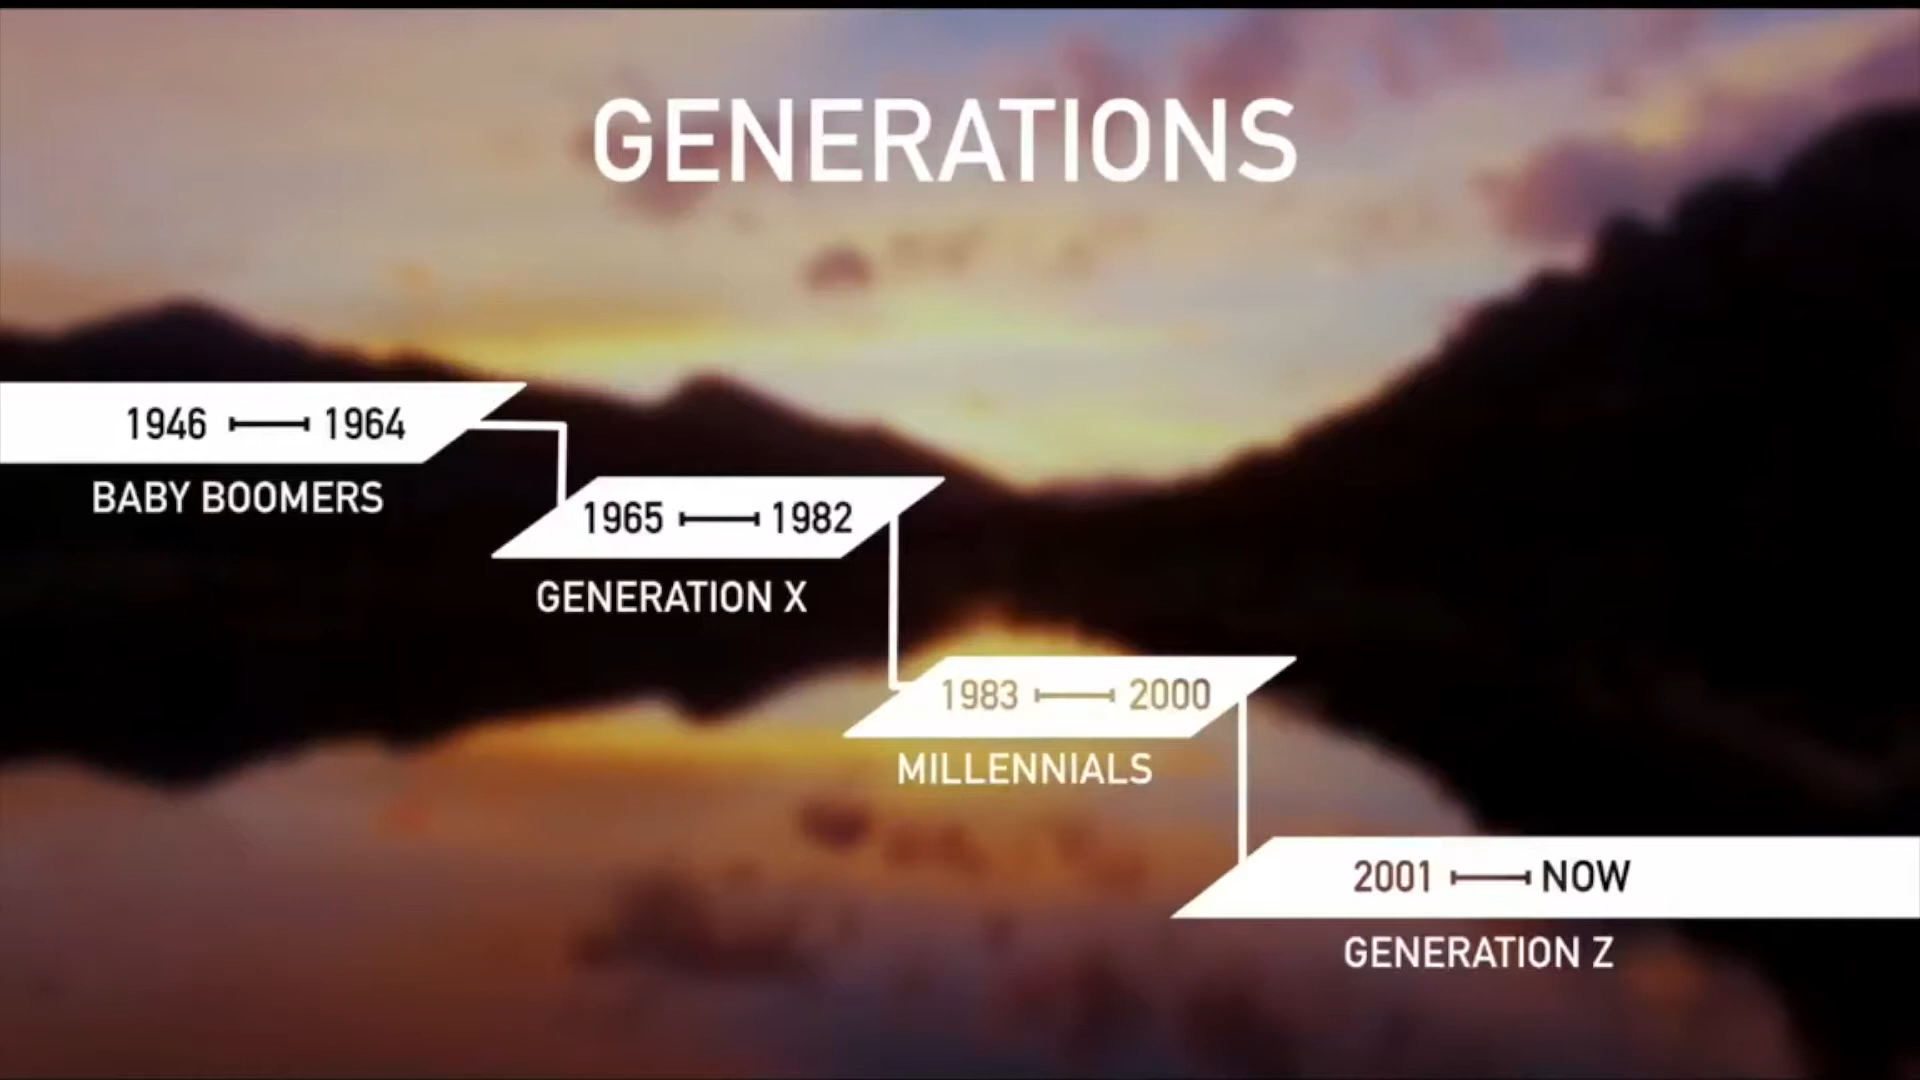 GENERATIONS
1946 1964
BABY BOOMERS
1965 1982
GENERATION X
1983 2000
MILLENNIALS
2001 NOW
GENERATION Z